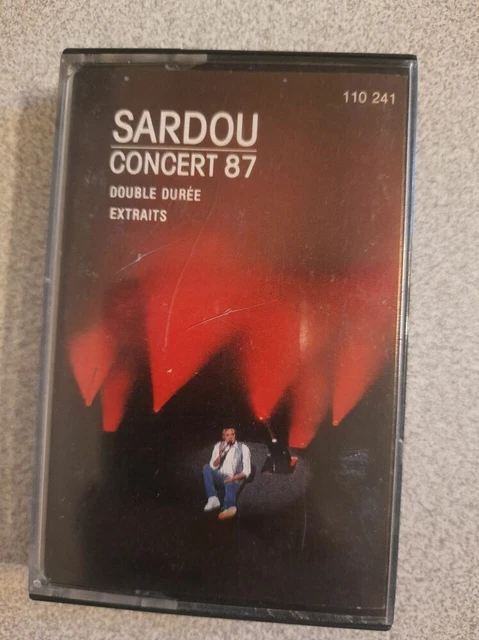 110 241
SARDOU
CONCERT 87
DOUBLE DURÉE
EXTRAITS